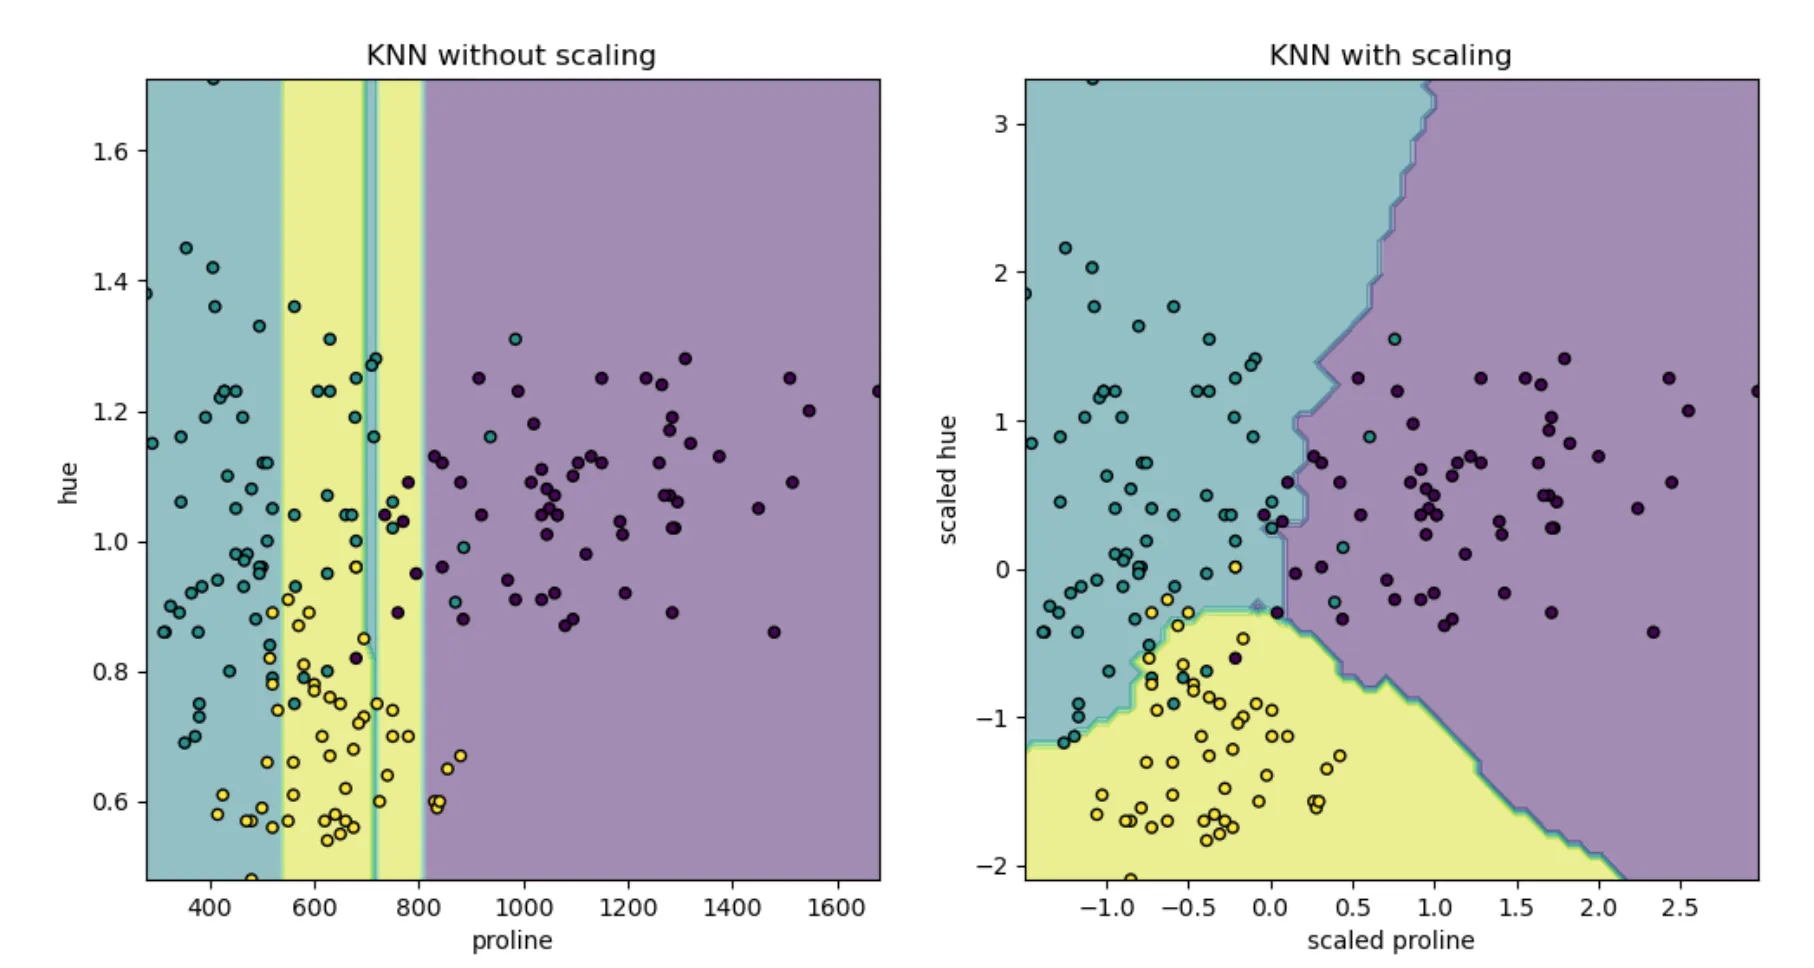 KNN without scaling
1.6
1.4
1.2
1.0
0.8
0.6
hue
400 600 800 1000 1200 1400 1600
proline
KNN with scaling
3
2
1
0
−1
−2
scaled hue
−1.0 −0.5 0.0 0.5 1.0 1.5 2.0 2.5
scaled proline